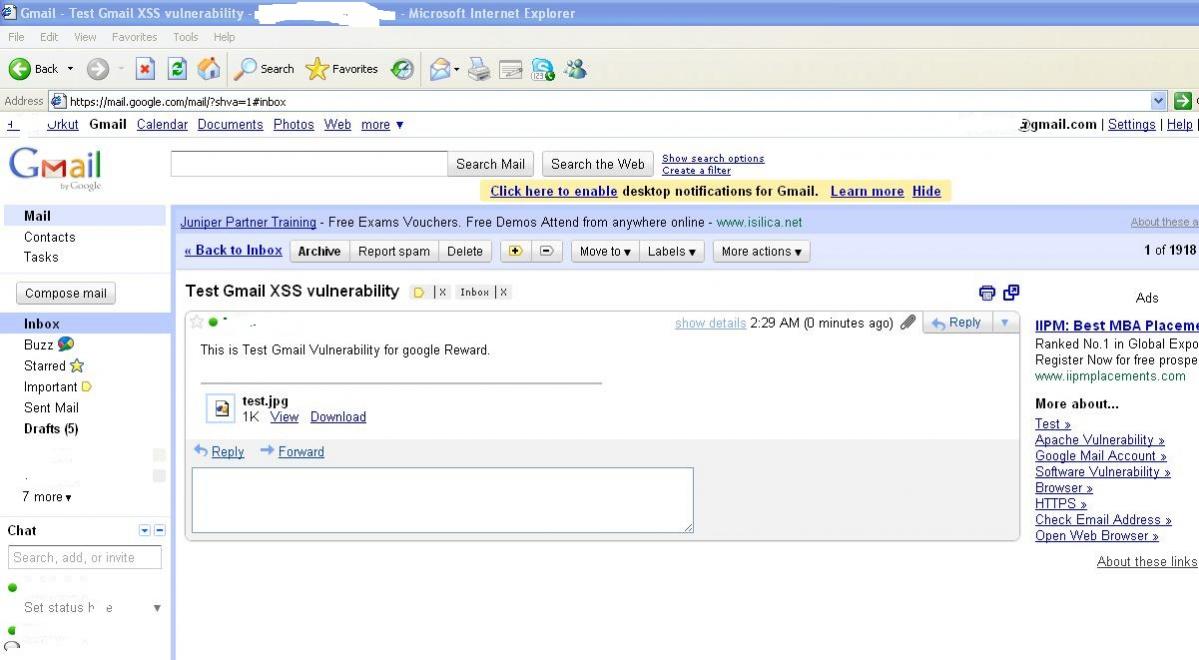 Gmail - Test Gmail XSS vulnerability - - Microsoft Internet Explorer
File Edit View Favorites Tools Help
Back Search Favorites
Address https://mail.google.com/mail/?shva=1#inbox
Gmail Calendar Documents Photos Web more ▼ @gmail.com | Settings | Help |
Gmail by Google
Search Mail Search the Web Show search options
Create a filter
Click here to enable desktop notifications for Gmail. Learn more Hide
Mail
Contacts
Tasks
Compose mail
Inbox
Buzz
Starred
Important
Sent Mail
Drafts (5)
7 more ▾
Chat
Search, add, or invite
Set status h e ▾
Juniper Partner Training - Free Exams Vouchers. Free Demos Attend from anywhere online - www.isilica.net About these a
« Back to Inbox Archive Report spam Delete Move to ▾ Labels ▾ More actions ▾ 1 of 1918
Test Gmail XSS vulnerability | X Inbox | X
show details 2:29 AM (0 minutes ago) Reply ▼
This is Test Gmail Vulnerability for google Reward.
test.jpg
1K View Download
Reply Forward
Ads
IIPM: Best MBA Placeme
Ranked No.1 in Global Expo
Register Now for free prospe
www.iipmplacements.com
More about...
Test »
Apache Vulnerability »
Google Mail Account »
Software Vulnerability »
Browser »
HTTPS »
Check Email Address »
Open Web Browser »
About these links